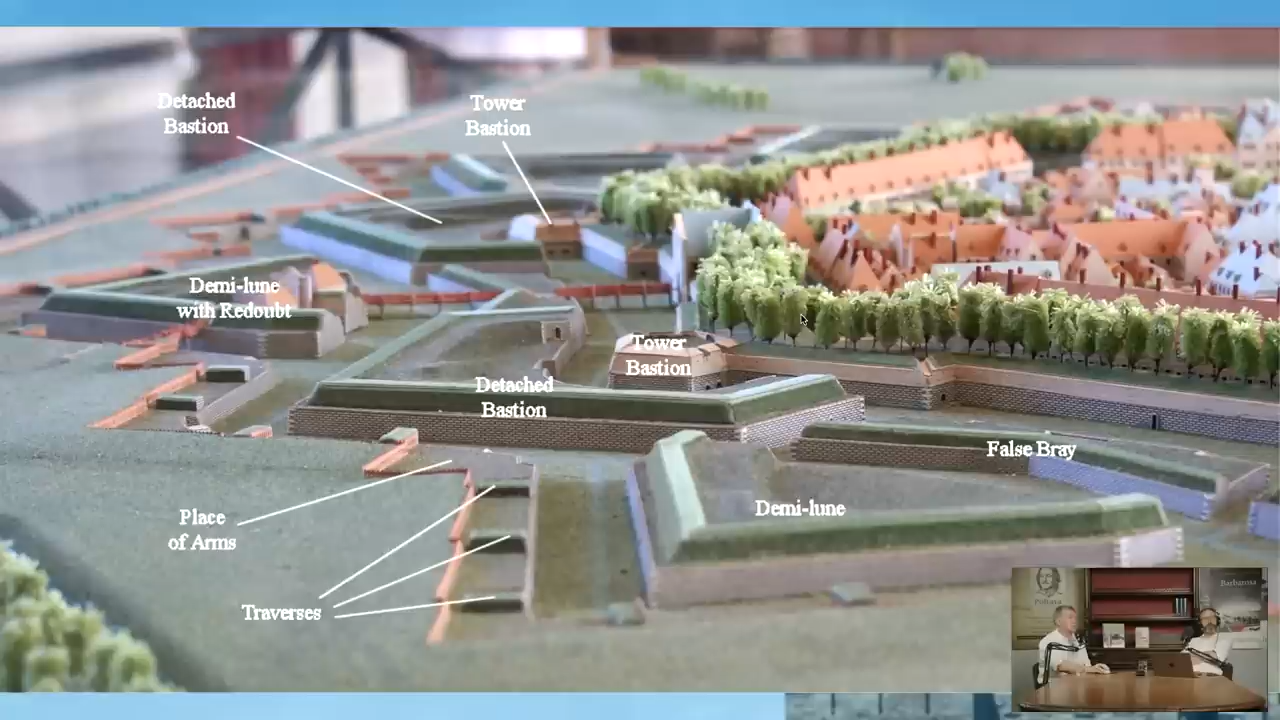 Detached
Bastion
Tower
Bastion
Demi-lune
with Redoubt
Tower
Bastion
Detached
Bastion
False Bray
Demi-lune
Place
of Arms
Traverses
Poltava
Barbarossa